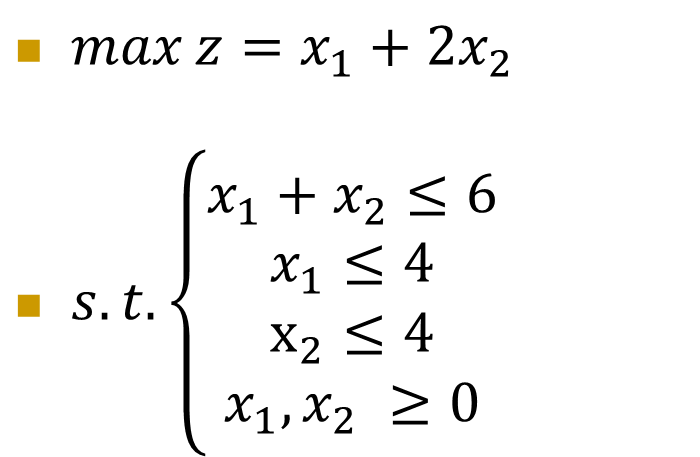 ■ max z = x₁ + 2x₂
■ s.t. {
x₁ + x₂ ≤ 6
x₁ ≤ 4
x₂ ≤ 4
x₁, x₂ ≥ 0